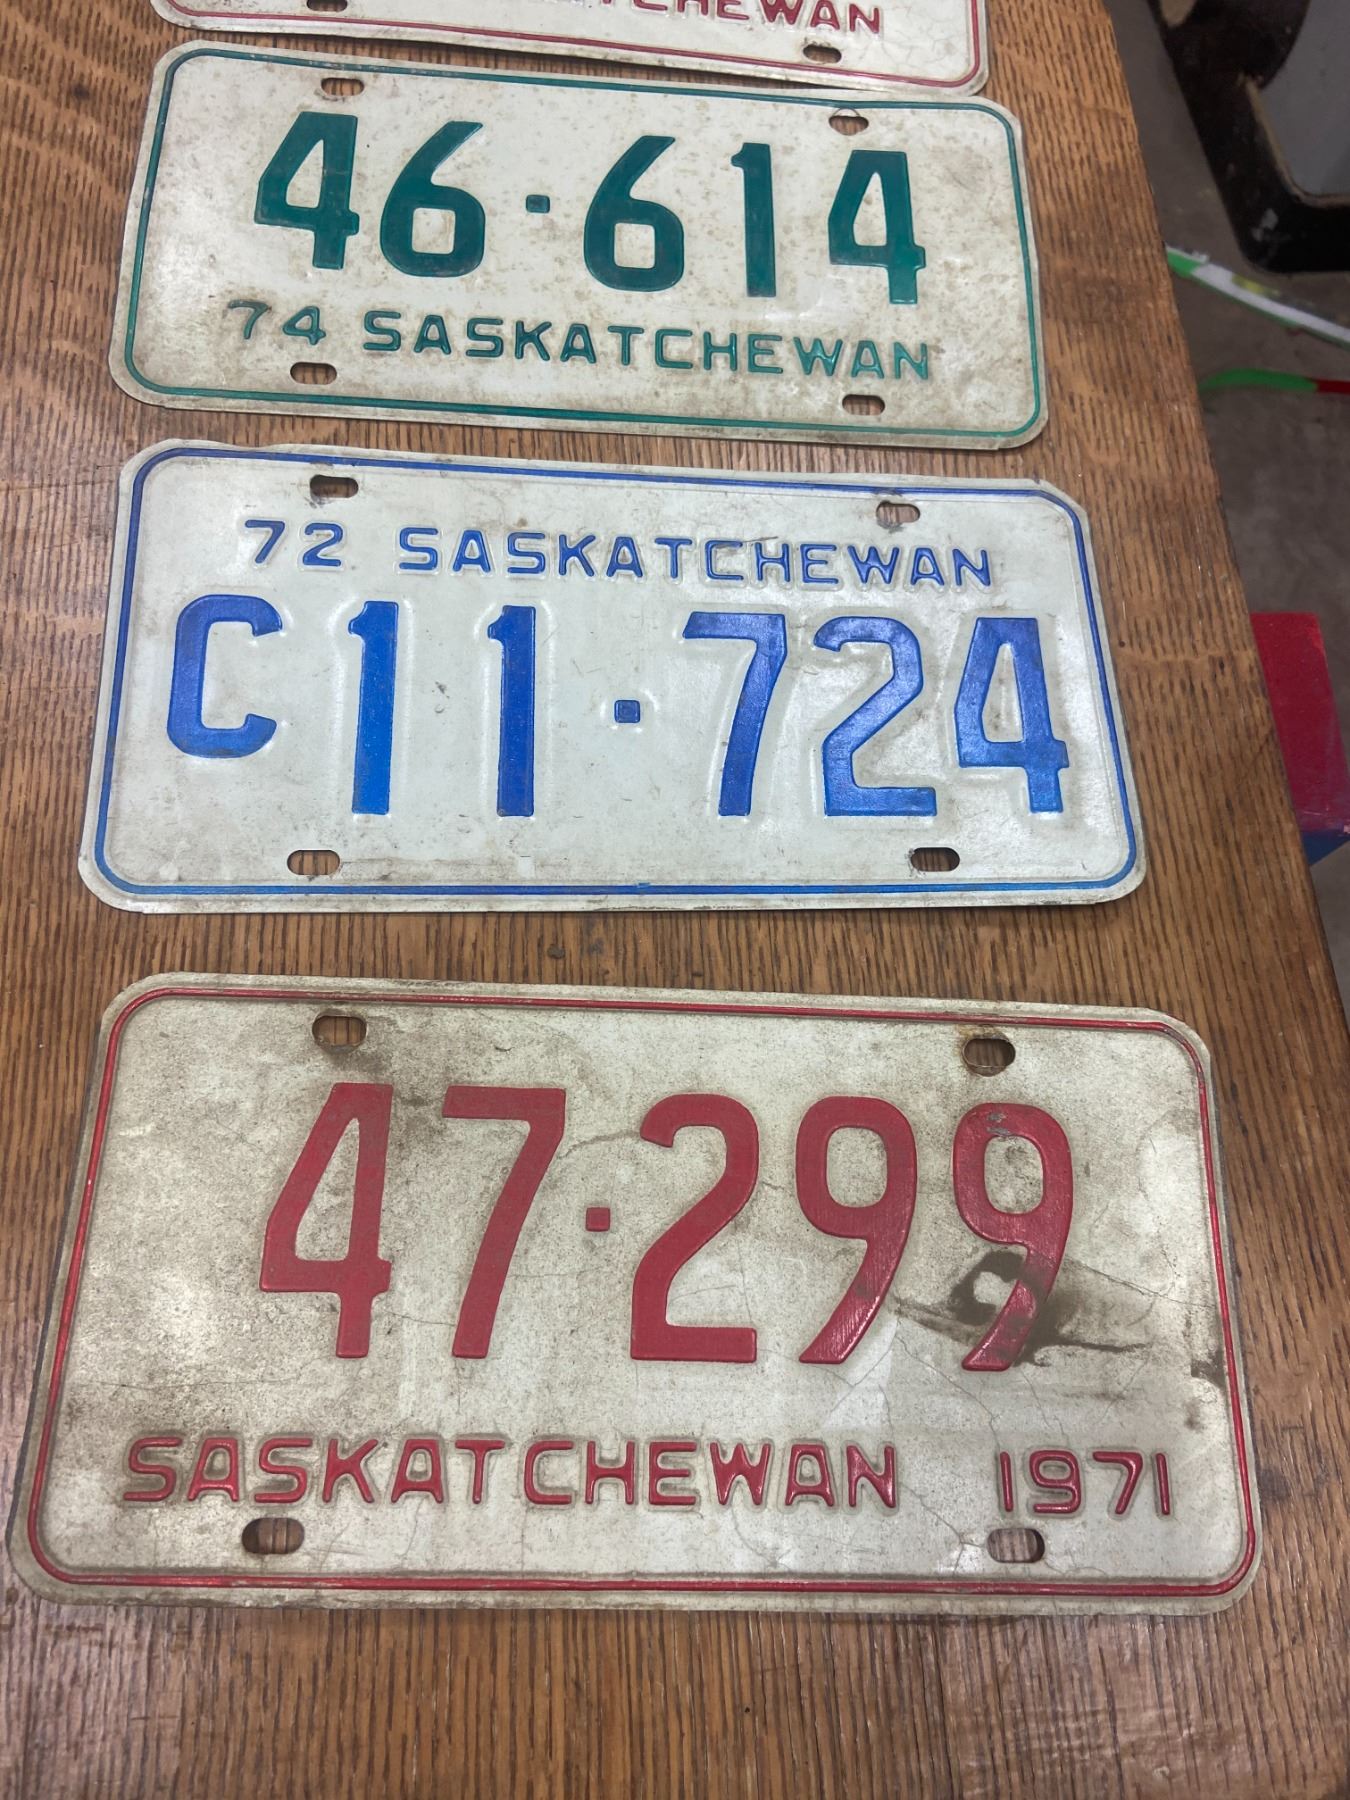 46·614
74 SASKATCHEWAN
72 SASKATCHEWAN
C11·724
47·299
SASKATCHEWAN 1971